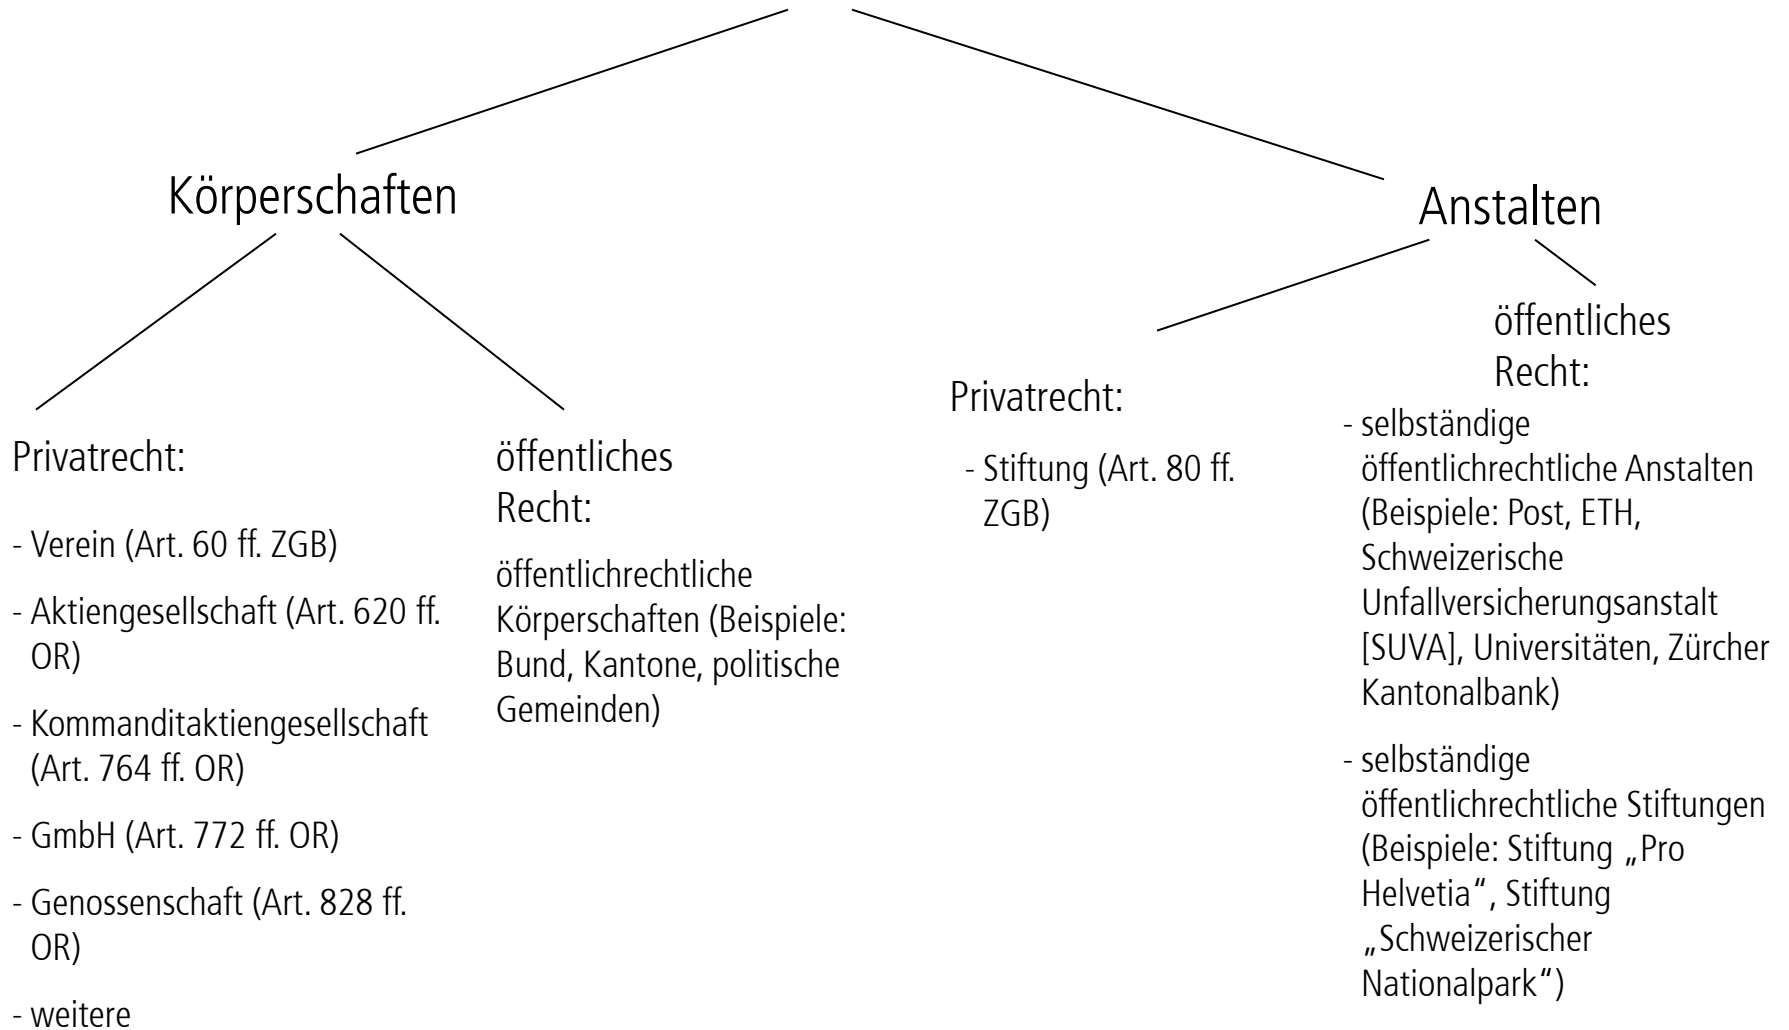 Körperschaften
Anstalten
Privatrecht:
- Verein (Art. 60 ff. ZGB)
- Aktiengesellschaft (Art. 620 ff.
OR)
- Kommanditaktiengesellschaft
(Art. 764 ff. OR)
- GmbH (Art. 772 ff. OR)
- Genossenschaft (Art. 828 ff.
OR)
- weitere
öffentliches
Recht:
öffentlichrechtliche
Körperschaften (Beispiele:
Bund, Kantone, politische
Gemeinden)
Privatrecht:
- Stiftung (Art. 80 ff.
ZGB)
öffentliches
Recht:
- selbständige
öffentlichrechtliche Anstalten
(Beispiele: Post, ETH,
Schweizerische
Unfallversicherungsanstalt
[SUVA], Universitäten, Zürcher
Kantonalbank)
- selbständige
öffentlichrechtliche Stiftungen
(Beispiele: Stiftung „Pro
Helvetia“, Stiftung
„Schweizerischer
Nationalpark“)